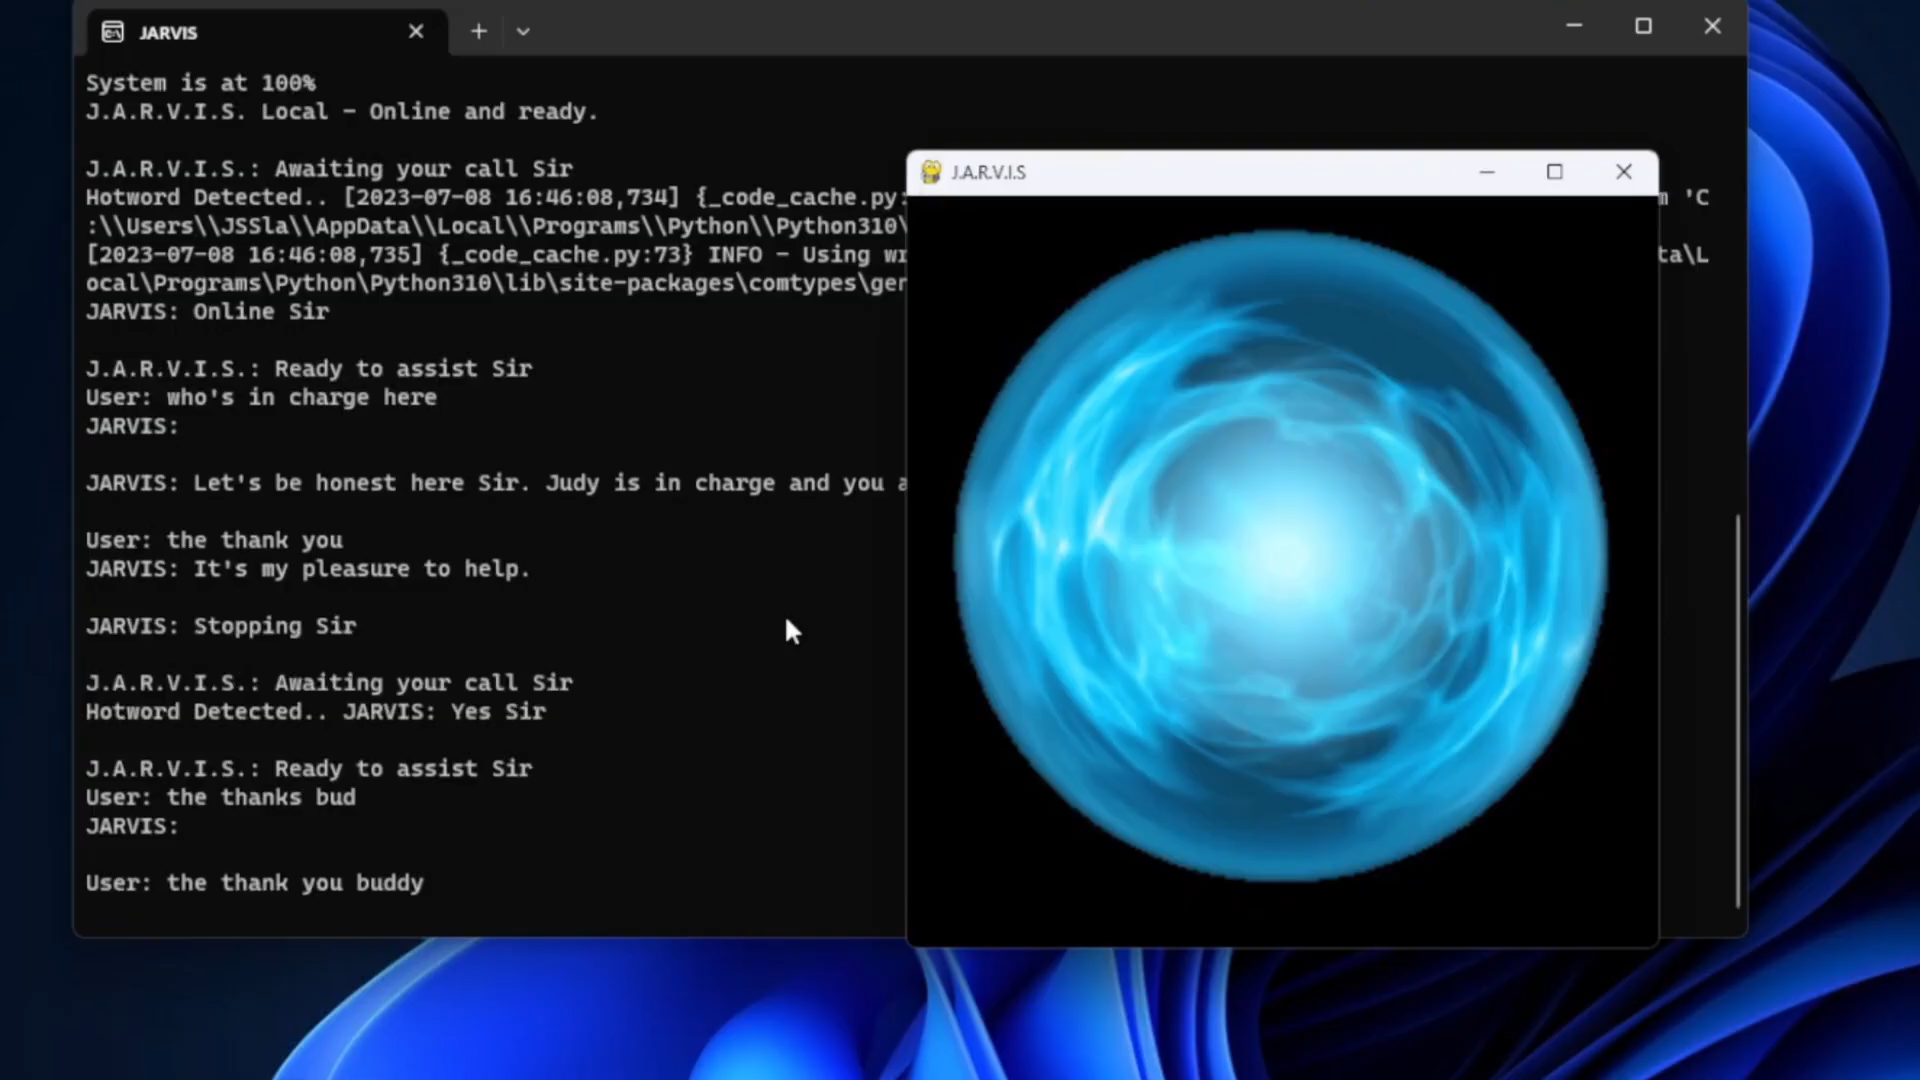 JARVIS
System is at 100%
J.A.R.V.I.S. Local - Online and ready.
J.A.R.V.I.S.: Awaiting your call Sir
Hotword Detected.. [2023-07-08 16:46:08,734] {_code_cache.py: 'C
:\\Users\\JSSla\\AppData\\Local\\Programs\\Python\\Python310\
[2023-07-08 16:46:08,735] {_code_cache.py:73} INFO - Using wr ta\L
ocal\Programs\Python\Python310\lib\site-packages\comtypes\ger
JARVIS: Online Sir
J.A.R.V.I.S.: Ready to assist Sir
User: who's in charge here
JARVIS:
JARVIS: Let's be honest here Sir. Judy is in charge and you a
User: the thank you
JARVIS: It's my pleasure to help.
JARVIS: Stopping Sir
J.A.R.V.I.S.: Awaiting your call Sir
Hotword Detected.. JARVIS: Yes Sir
J.A.R.V.I.S.: Ready to assist Sir
User: the thanks bud
JARVIS:
User: the thank you buddy
J.A.R.V.I.S